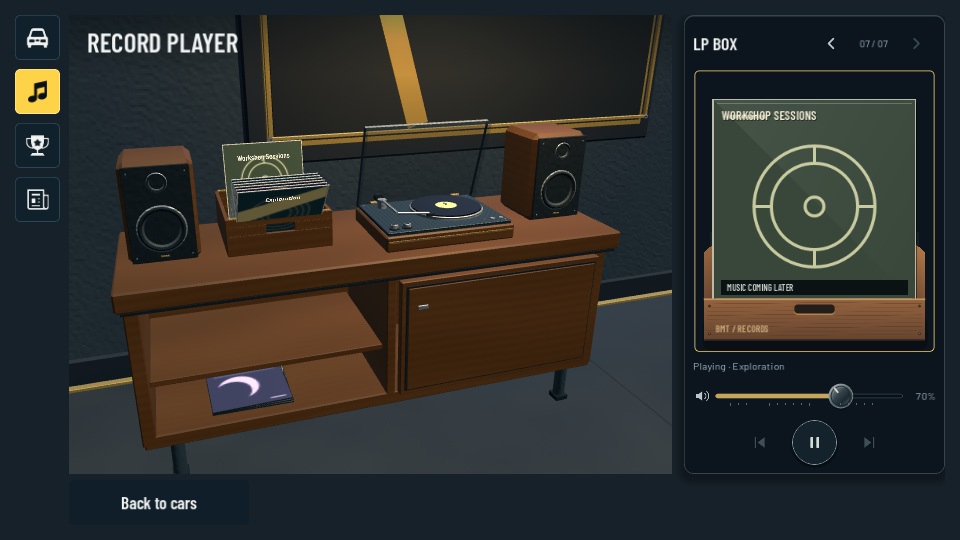 RECORD PLAYER
Workshop Sessions
Exploration
Back to cars
LP BOX
07/07
WORKSHOP SESSIONS
MUSIC COMING LATER
BMT / RECORDS
Playing · Exploration
70%